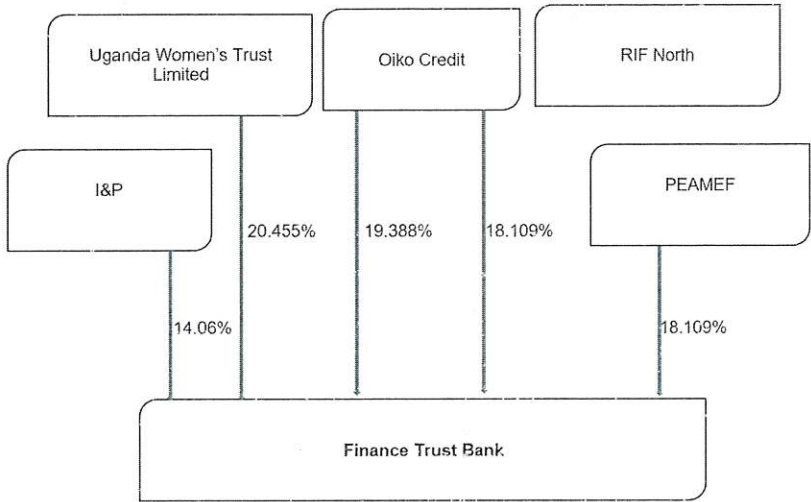 Uganda Women's Trust
Limited
Oiko Credit
RIF North
I&P
PEAMEF
20.455%
19.388%
18.109%
14.06%
18.109%
Finance Trust Bank